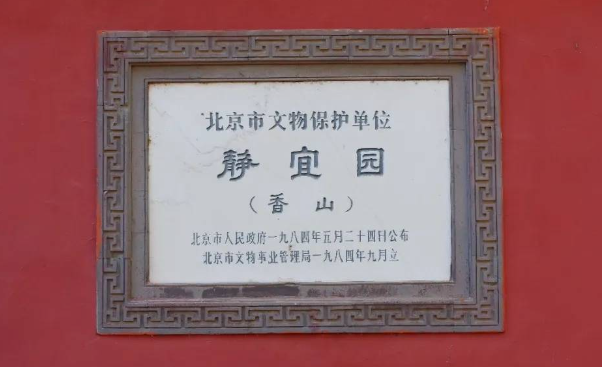 北京市文物保护单位
静宜园
（香山）
北京市人民政府一九八四年五月二十四日公布
北京市文物事业管理局一九八四年九月立